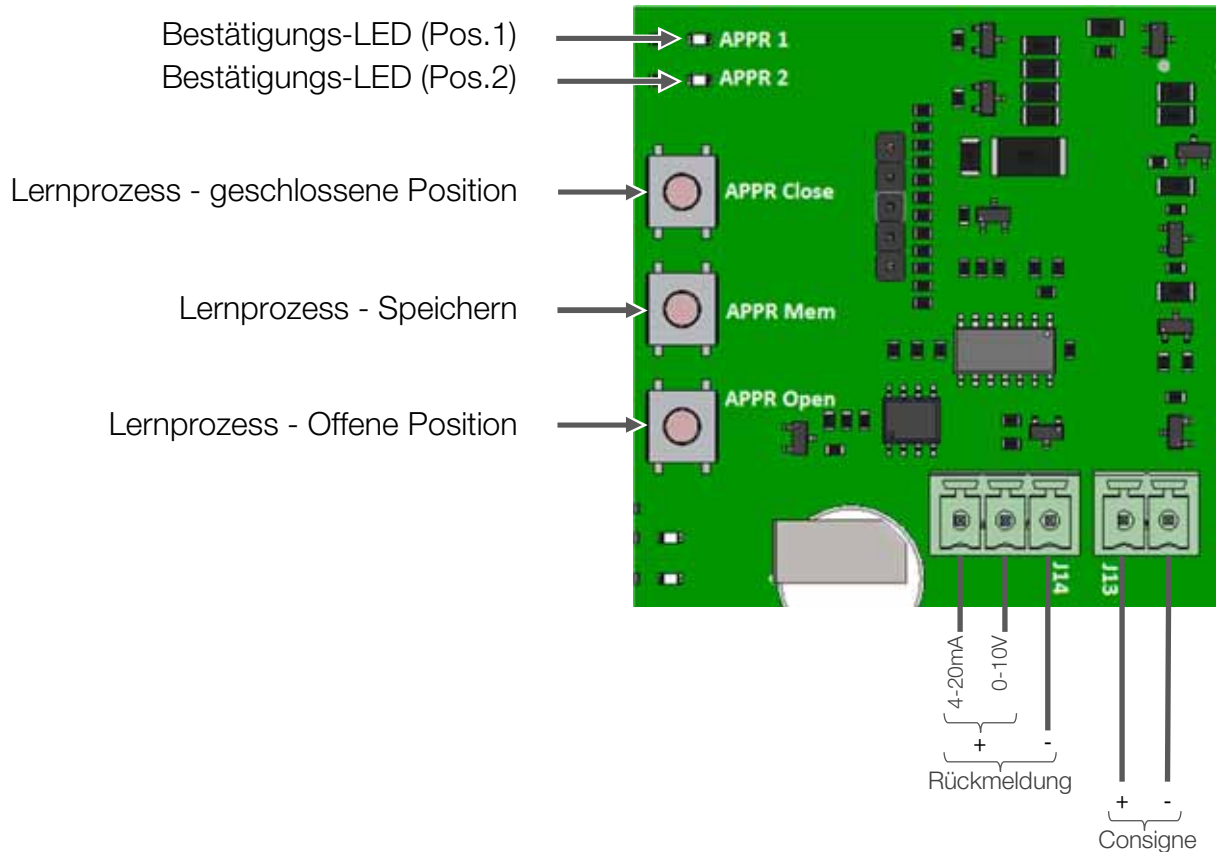 Bestätigungs-LED (Pos.1)
APPR 1
Bestätigungs-LED (Pos.2)
APPR 2
Lernprozess - geschlossene Position
APPR Close
Lernprozess - Speichern
APPR Mem
Lernprozess - Offene Position
APPR Open
J14
J13
4-20mA
0-10V
+
-
Rückmeldung
+
-
Consigne